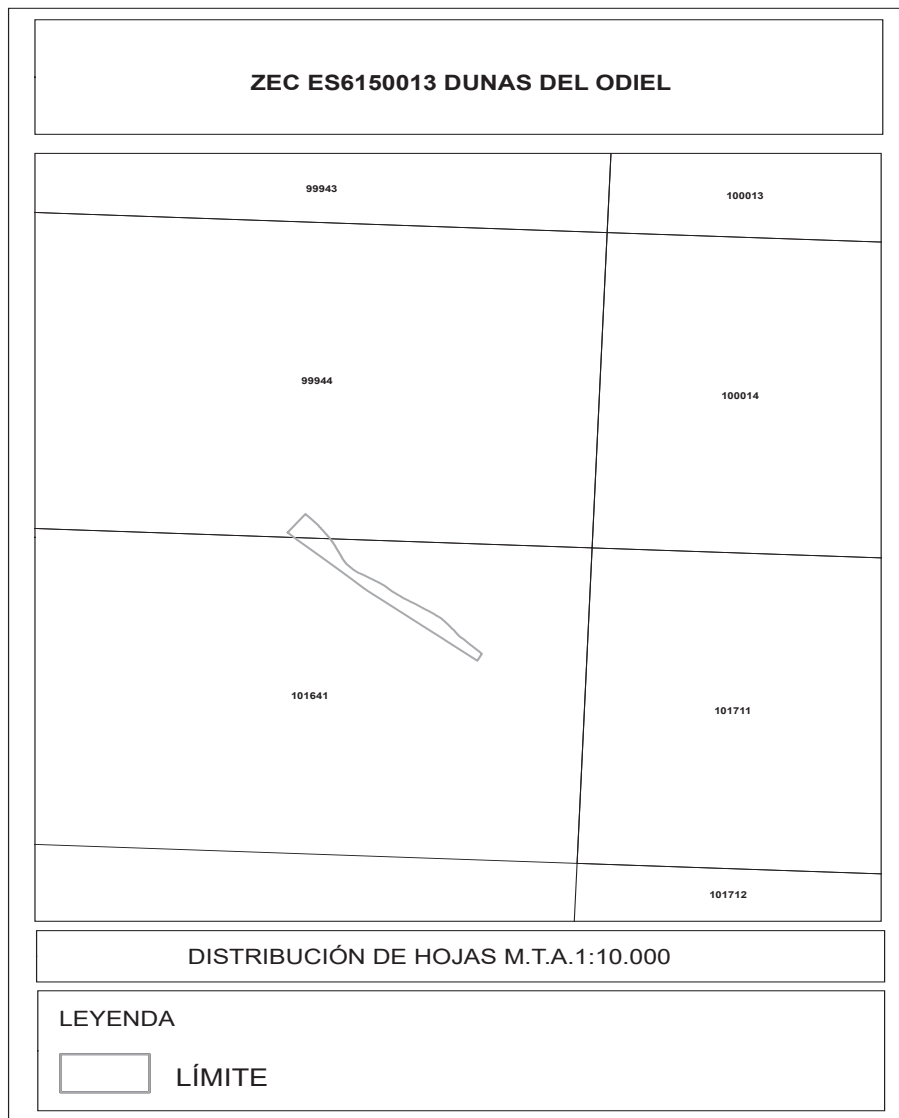 ZEC ES6150013 DUNAS DEL ODIEL
99943
100013
99944
100014
101641
101711
101712
DISTRIBUCIÓN DE HOJAS M.T.A.1:10.000
LEYENDA
LÍMITE